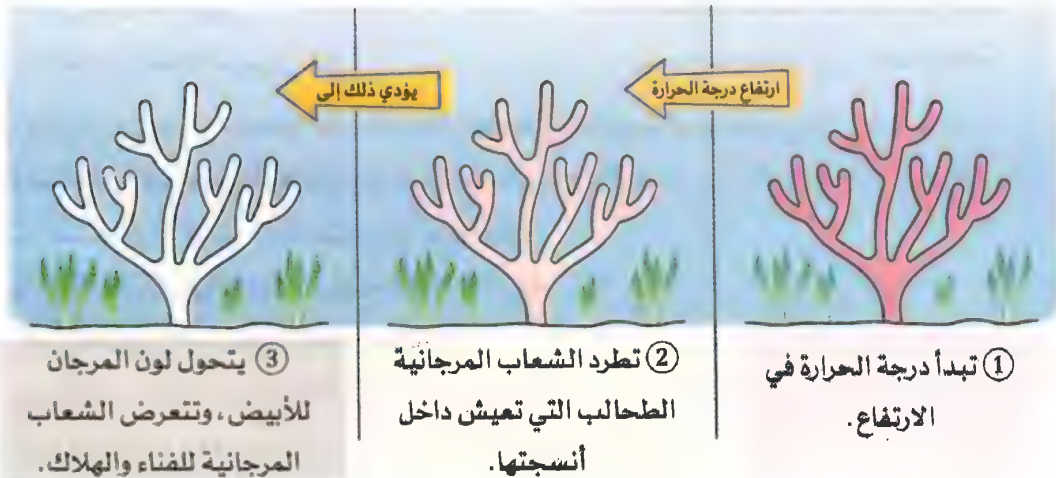 ارتفاع درجة الحرارة
يؤدي ذلك إلى
① تبدأ درجة الحرارة في
الارتفاع.
② تطرد الشعاب المرجانية
الطحالب التي تعيش داخل
أنسجتها.
③ يتحول لون المرجان
للأبيض، وتتعرض الشعاب
المرجانية للفناء والهلاك.